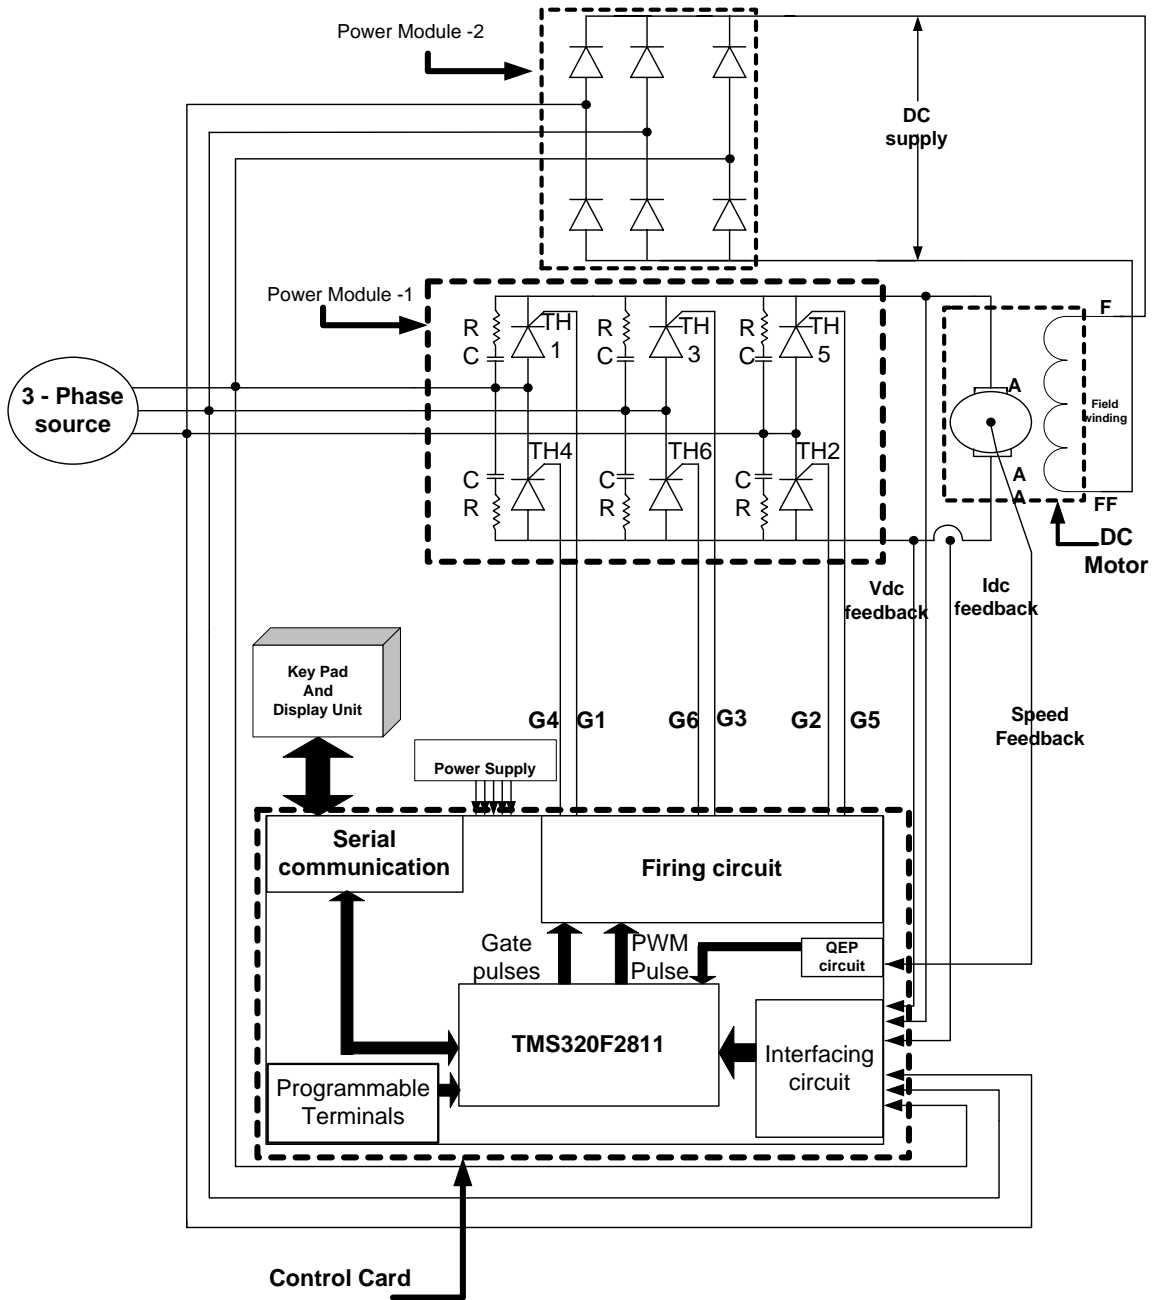 Power Module -2
DC
supply
Power Module -1
R
C
TH
1
R
C
TH
3
R
C
TH
5
F
3 - Phase
source
A
Field
winding
TH4
TH6
TH2
C
R
C
R
C
R
A
A
FF
DC
Motor
Vdc
feedback
Idc
feedback
Key Pad
And
Display Unit
G4
G1
G6
G3
G2
G5
Speed
Feedback
Power Supply
Serial
communication
Firing circuit
Gate
pulses
PWM
Pulse
QEP
circuit
TMS320F2811
Interfacing
circuit
Programmable
Terminals
Control Card